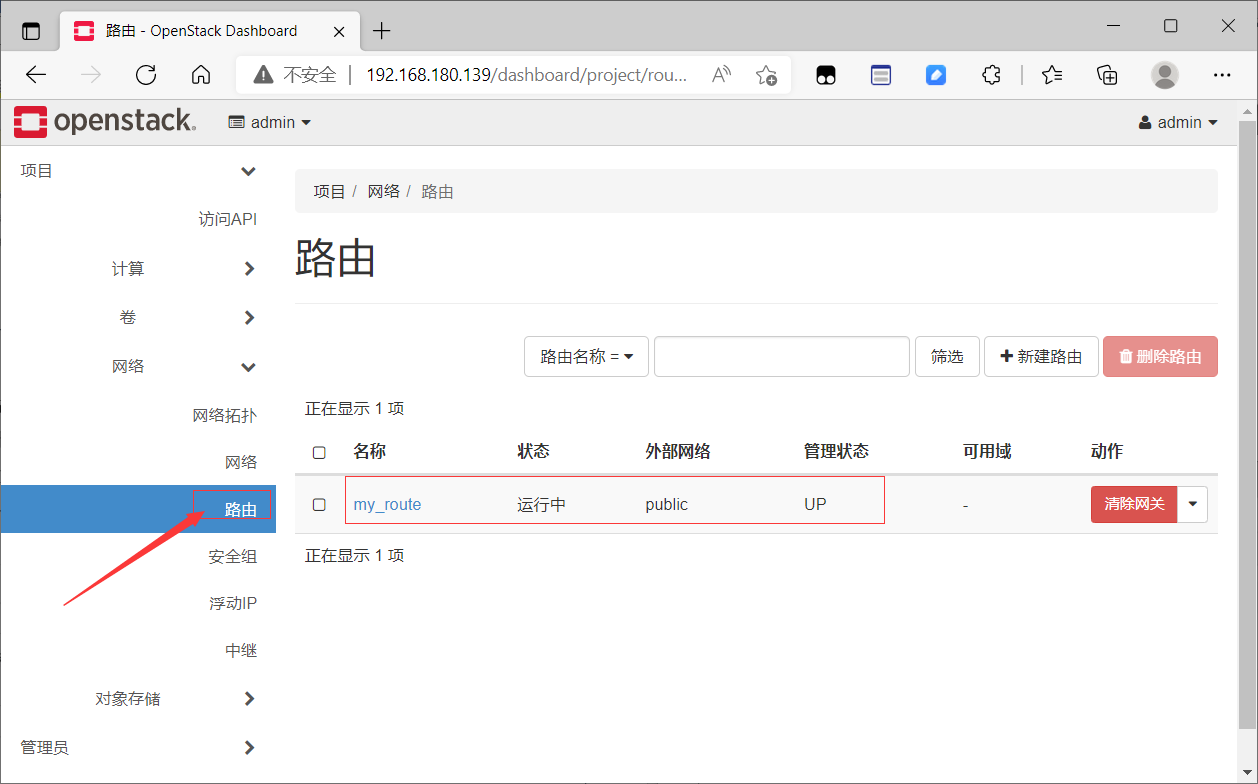 路由 - OpenStack Dashboard
不安全 192.168.180.139/dashboard/project/rou...
openstack. admin admin
项目
访问API
计算
卷
网络
网络拓扑
网络
路由
安全组
浮动IP
中继
对象存储
管理员
项目 / 网络 / 路由
路由
路由名称 = 筛选 新建路由 删除路由
正在显示 1 项
名称 状态 外部网络 管理状态 可用域 动作
my_route 运行中 public UP - 清除网关
正在显示 1 项